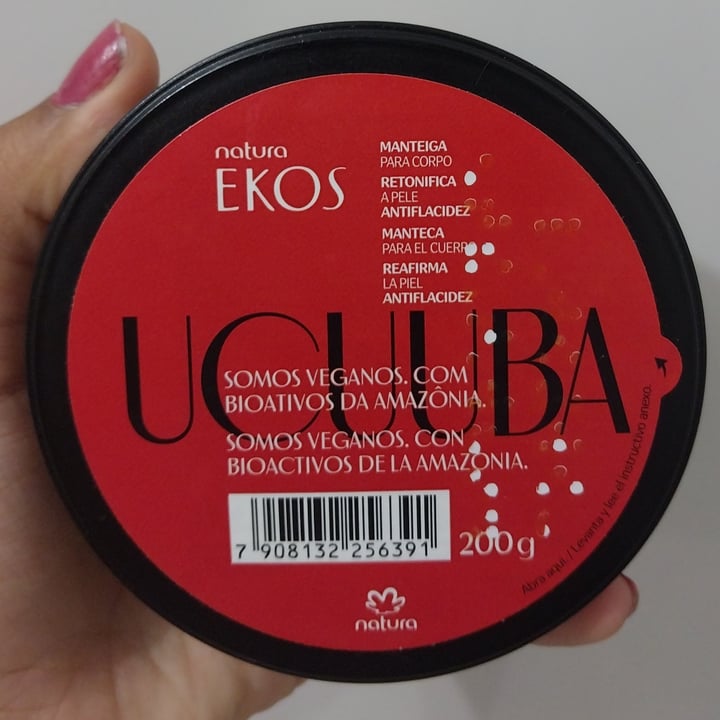 natura
EKOS
MANTEIGA
PARA CORPO
RETONIFICA
A PELE
ANTIFLACIDEZ
MANTECA
PARA EL CUERPO
REAFIRMA
LA PIEL
ANTIFLACIDEZ
UCUUBA
SOMOS VEGANOS. COM
BIOATIVOS DA AMAZÔNIA.
SOMOS VEGANOS. CON
BIOACTIVOS DE LA AMAZONIA.
7 908132 256391
200g
Abra aqui. / Levanta y lee el instructivo anexo.
natura